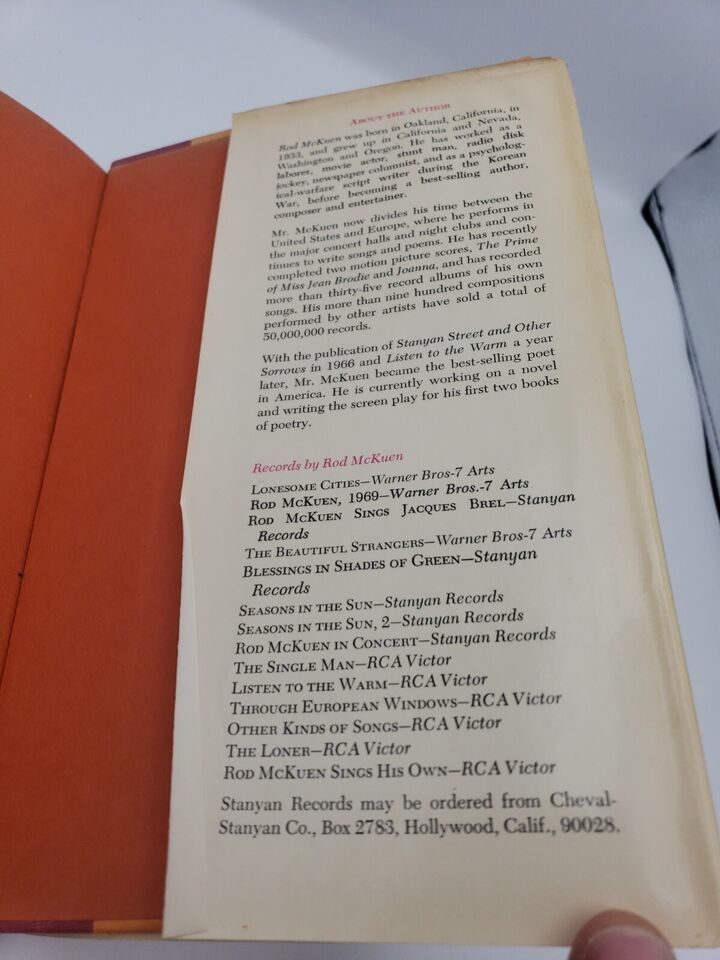 About the Author
Rod McKuen was born in Oakland, California, in
1933, and grew up in California and Nevada,
Washington and Oregon. He has worked as a
laborer, movie actor, stunt man, radio disk
jockey, newspaper columnist, and as a psycholog-
ical-warfare script writer during the Korean
War, before becoming a best-selling author,
composer and entertainer.
Mr. McKuen now divides his time between the
United States and Europe, where he performs in
the major concert halls and night clubs and con-
tinues to write songs and poems. He has recently
completed two motion picture scores, The Prime
of Miss Jean Brodie and Joanna, and has recorded
more than thirty-five record albums of his own
songs. His more than nine hundred compositions
performed by other artists have sold a total of
50,000,000 records.
With the publication of Stanyan Street and Other
Sorrows in 1966 and Listen to the Warm a year
later, Mr. McKuen became the best-selling poet
in America. He is currently working on a novel
and writing the screen play for his first two books
of poetry.
Records by Rod McKuen
Lonesome Cities—Warner Bros-7 Arts
Rod McKuen, 1969—Warner Bros.-7 Arts
Rod McKuen Sings Jacques Brel—Stanyan
Records
The Beautiful Strangers—Warner Bros-7 Arts
Blessings in Shades of Green—Stanyan
Records
Seasons in the Sun—Stanyan Records
Seasons in the Sun, 2—Stanyan Records
Rod McKuen in Concert—Stanyan Records
The Single Man—RCA Victor
Listen to the Warm—RCA Victor
Through European Windows—RCA Victor
Other Kinds of Songs—RCA Victor
The Loner—RCA Victor
Rod McKuen Sings His Own—RCA Victor
Stanyan Records may be ordered from Cheval-
Stanyan Co., Box 2783, Hollywood, Calif., 90028.